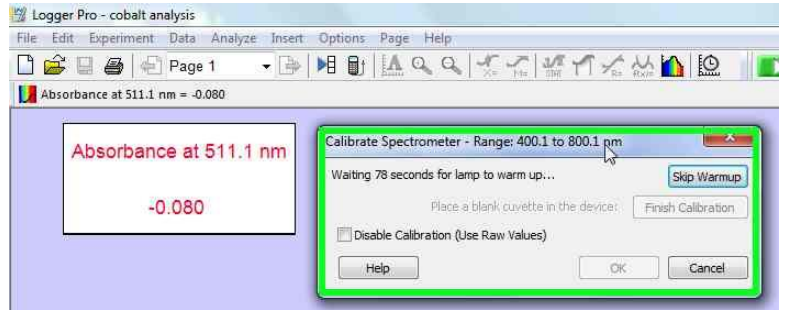 Logger Pro - cobalt analysis
File Edit Experiment Data Analyze Insert Options Page Help
Page 1
Absorbance at 511.1 nm = -0.080
Absorbance at 511.1 nm
-0.080
Calibrate Spectrometer - Range: 400.1 to 800.1 nm
Waiting 78 seconds for lamp to warm up...
Skip Warmup
Place a blank cuvette in the device:
Finish Calibration
Disable Calibration (Use Raw Values)
Help
OK
Cancel